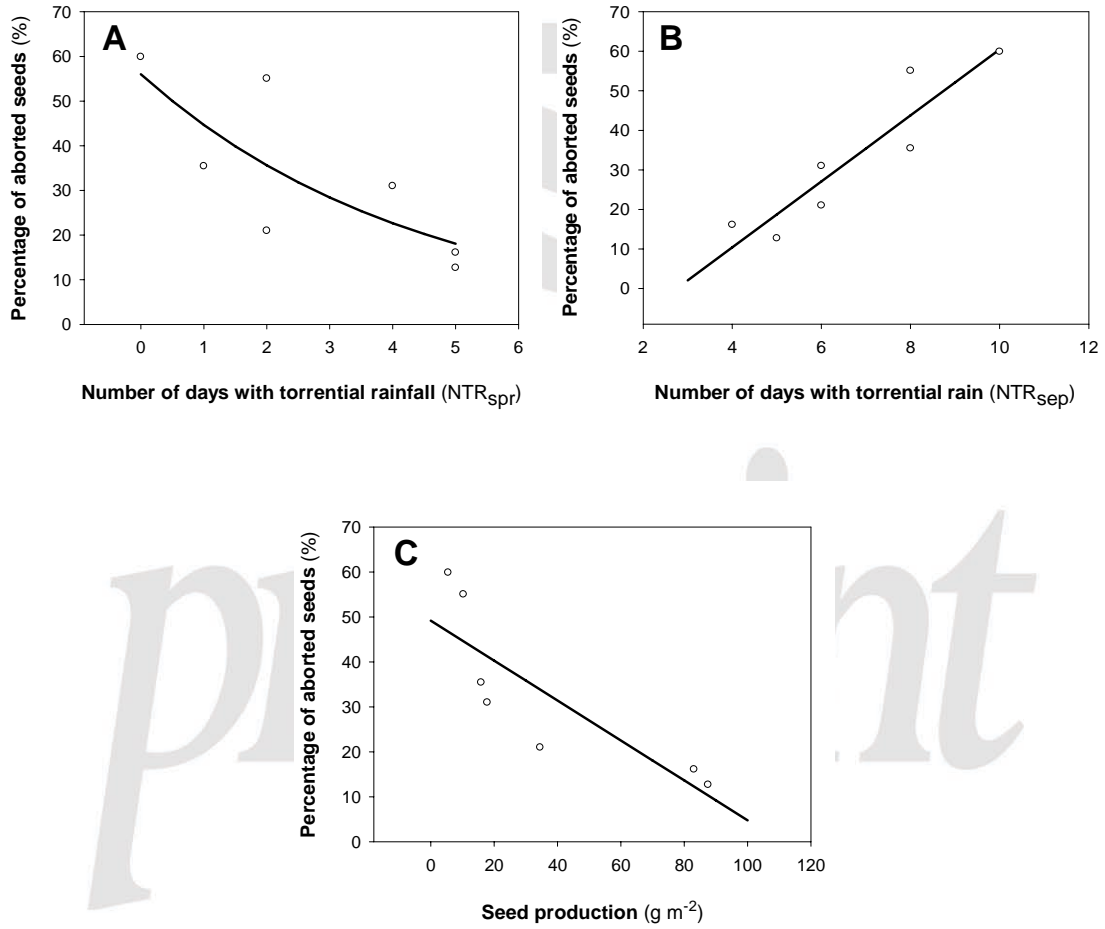 A
Percentage of aborted seeds (%)
70
60
50
40
30
20
10
0
0 1 2 3 4 5 6
Number of days with torrential rainfall (NTRspr)
B
Percentage of aborted seeds (%)
70
60
50
40
30
20
10
0
2 4 6 8 10 12
Number of days with torrential rain (NTRsep)
C
Percentage of aborted seeds (%)
70
60
50
40
30
20
10
0
0 20 40 60 80 100 120
Seed production (g m-2)